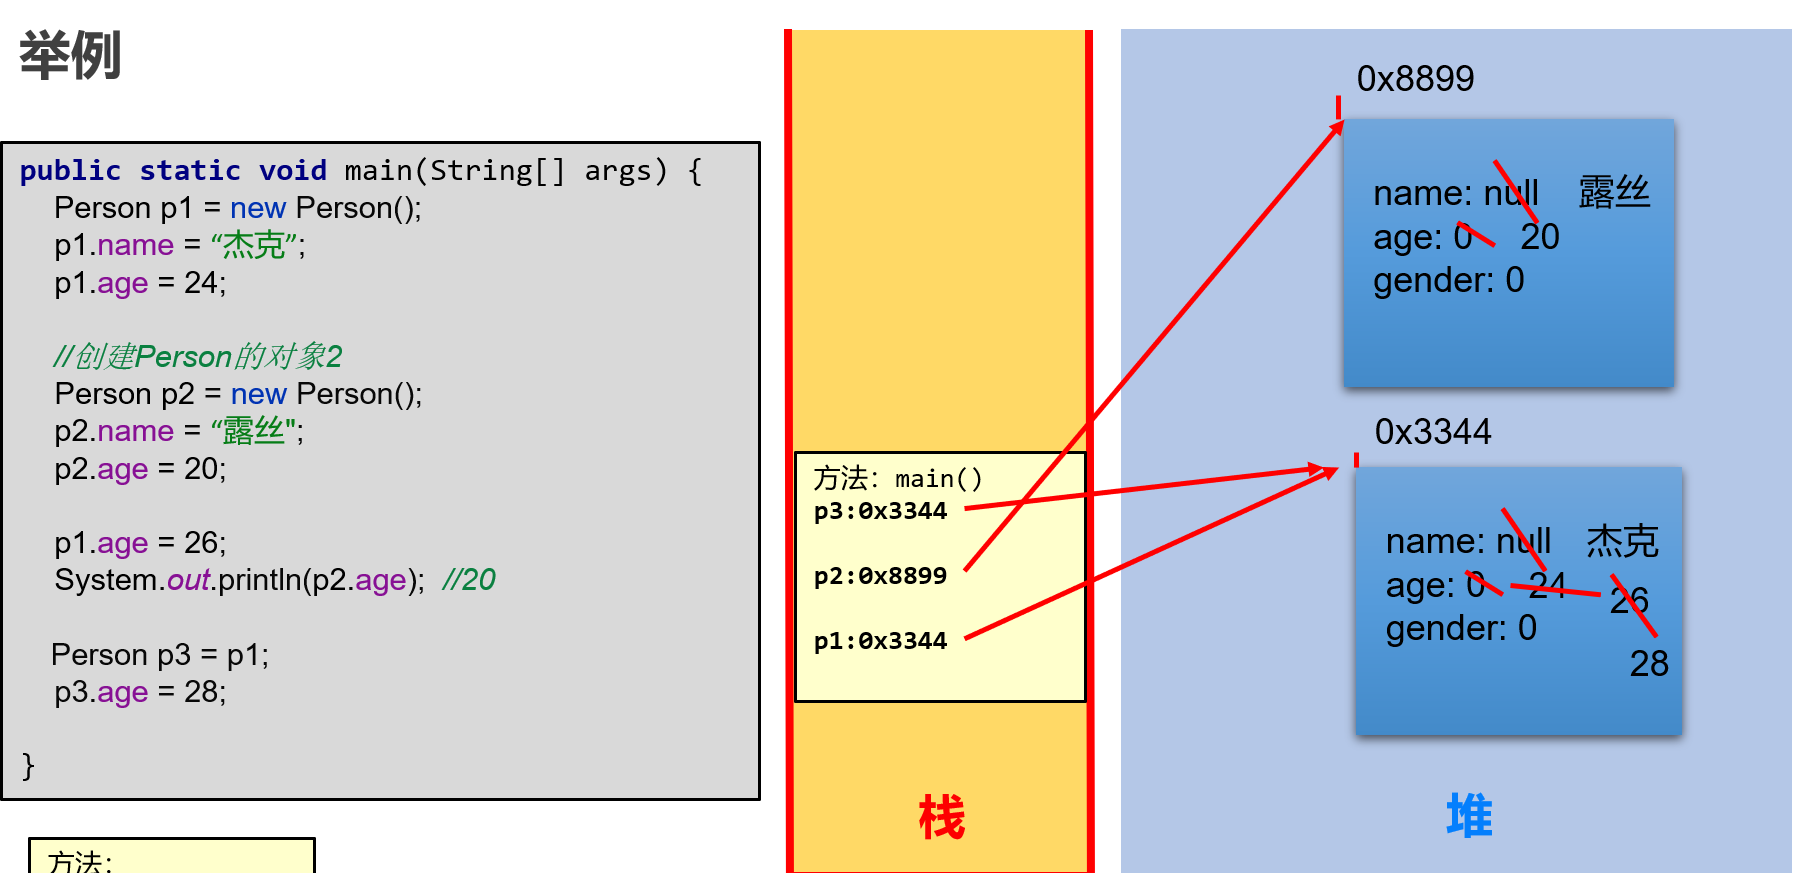 举例
public static void main(String[] args) {
Person p1 = new Person();
p1.name = “杰克”;
p1.age = 24;
//创建Person的对象2
Person p2 = new Person();
p2.name = “露丝";
p2.age = 20;
p1.age = 26;
System.out.println(p2.age); //20
Person p3 = p1;
p3.age = 28;
}
方法:
方法: main()
p3:0x3344
p2:0x8899
p1:0x3344
栈
0x8899
name: null 露丝
age: 0 20
gender: 0
0x3344
name: null 杰克
age: 0 24 26
gender: 0
28
堆